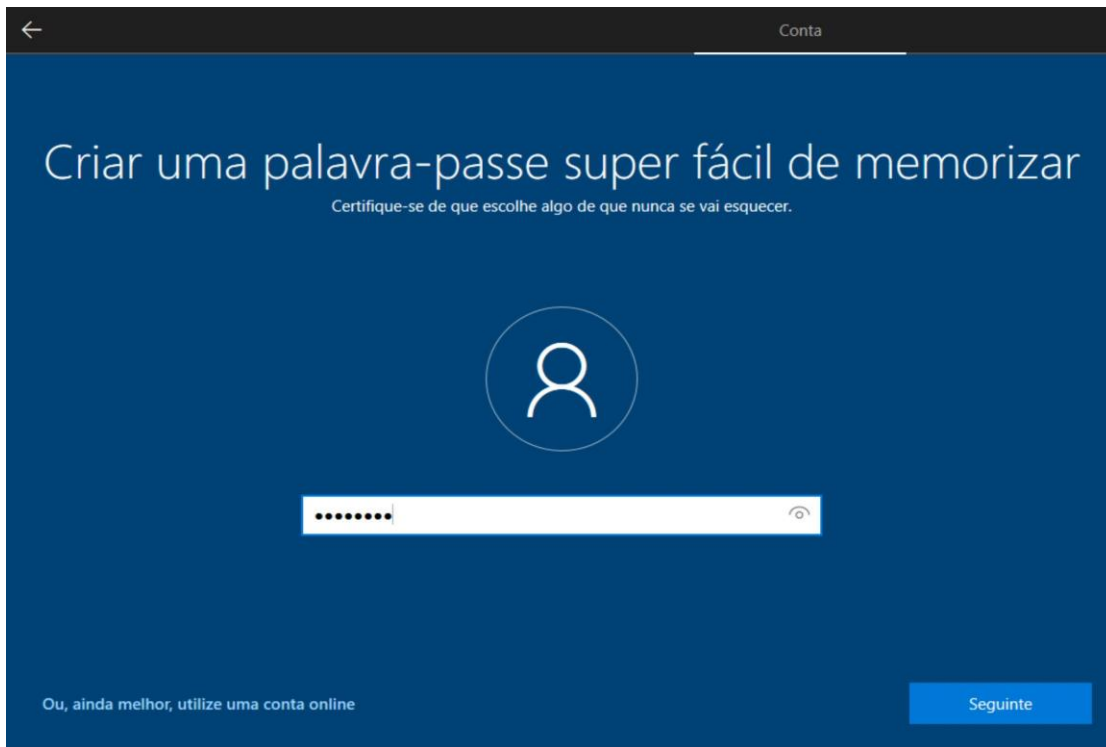 Conta
Criar uma palavra-passe super fácil de memorizar
Certifique-se de que escolhe algo de que nunca se vai esquecer.
••••••••
Ou, ainda melhor, utilize uma conta online
Seguinte